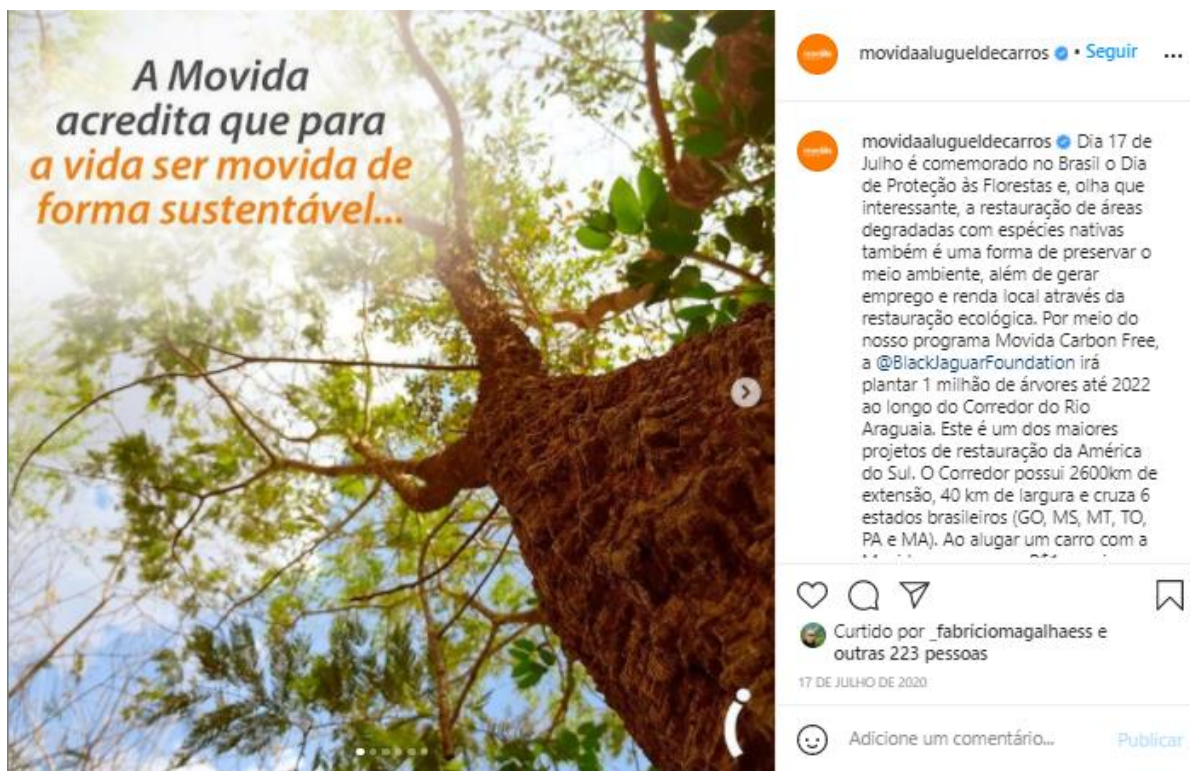 A Movida
acredita que para
a vida ser movida de
forma sustentável...
movidaalugueldecarros • Seguir ...
movidaalugueldecarros Dia 17 de
Julho é comemorado no Brasil o Dia
de Proteção às Florestas e, olha que
interessante, a restauração de áreas
degradadas com espécies nativas
também é uma forma de preservar o
meio ambiente, além de gerar
emprego e renda local através da
restauração ecológica. Por meio do
nosso programa Movida Carbon Free,
a @BlackJaguarFoundation irá
plantar 1 milhão de árvores até 2022
ao longo do Corredor do Rio
Araguaia. Este é um dos maiores
projetos de restauração da América
do Sul. O Corredor possui 2600km de
extensão, 40 km de largura e cruza 6
estados brasileiros (GO, MS, MT, TO,
PA e MA). Ao alugar um carro com a
Curtido por _fabriciomagalhaess e
outras 223 pessoas
17 DE JULHO DE 2020
Adicione um comentário... Publicar